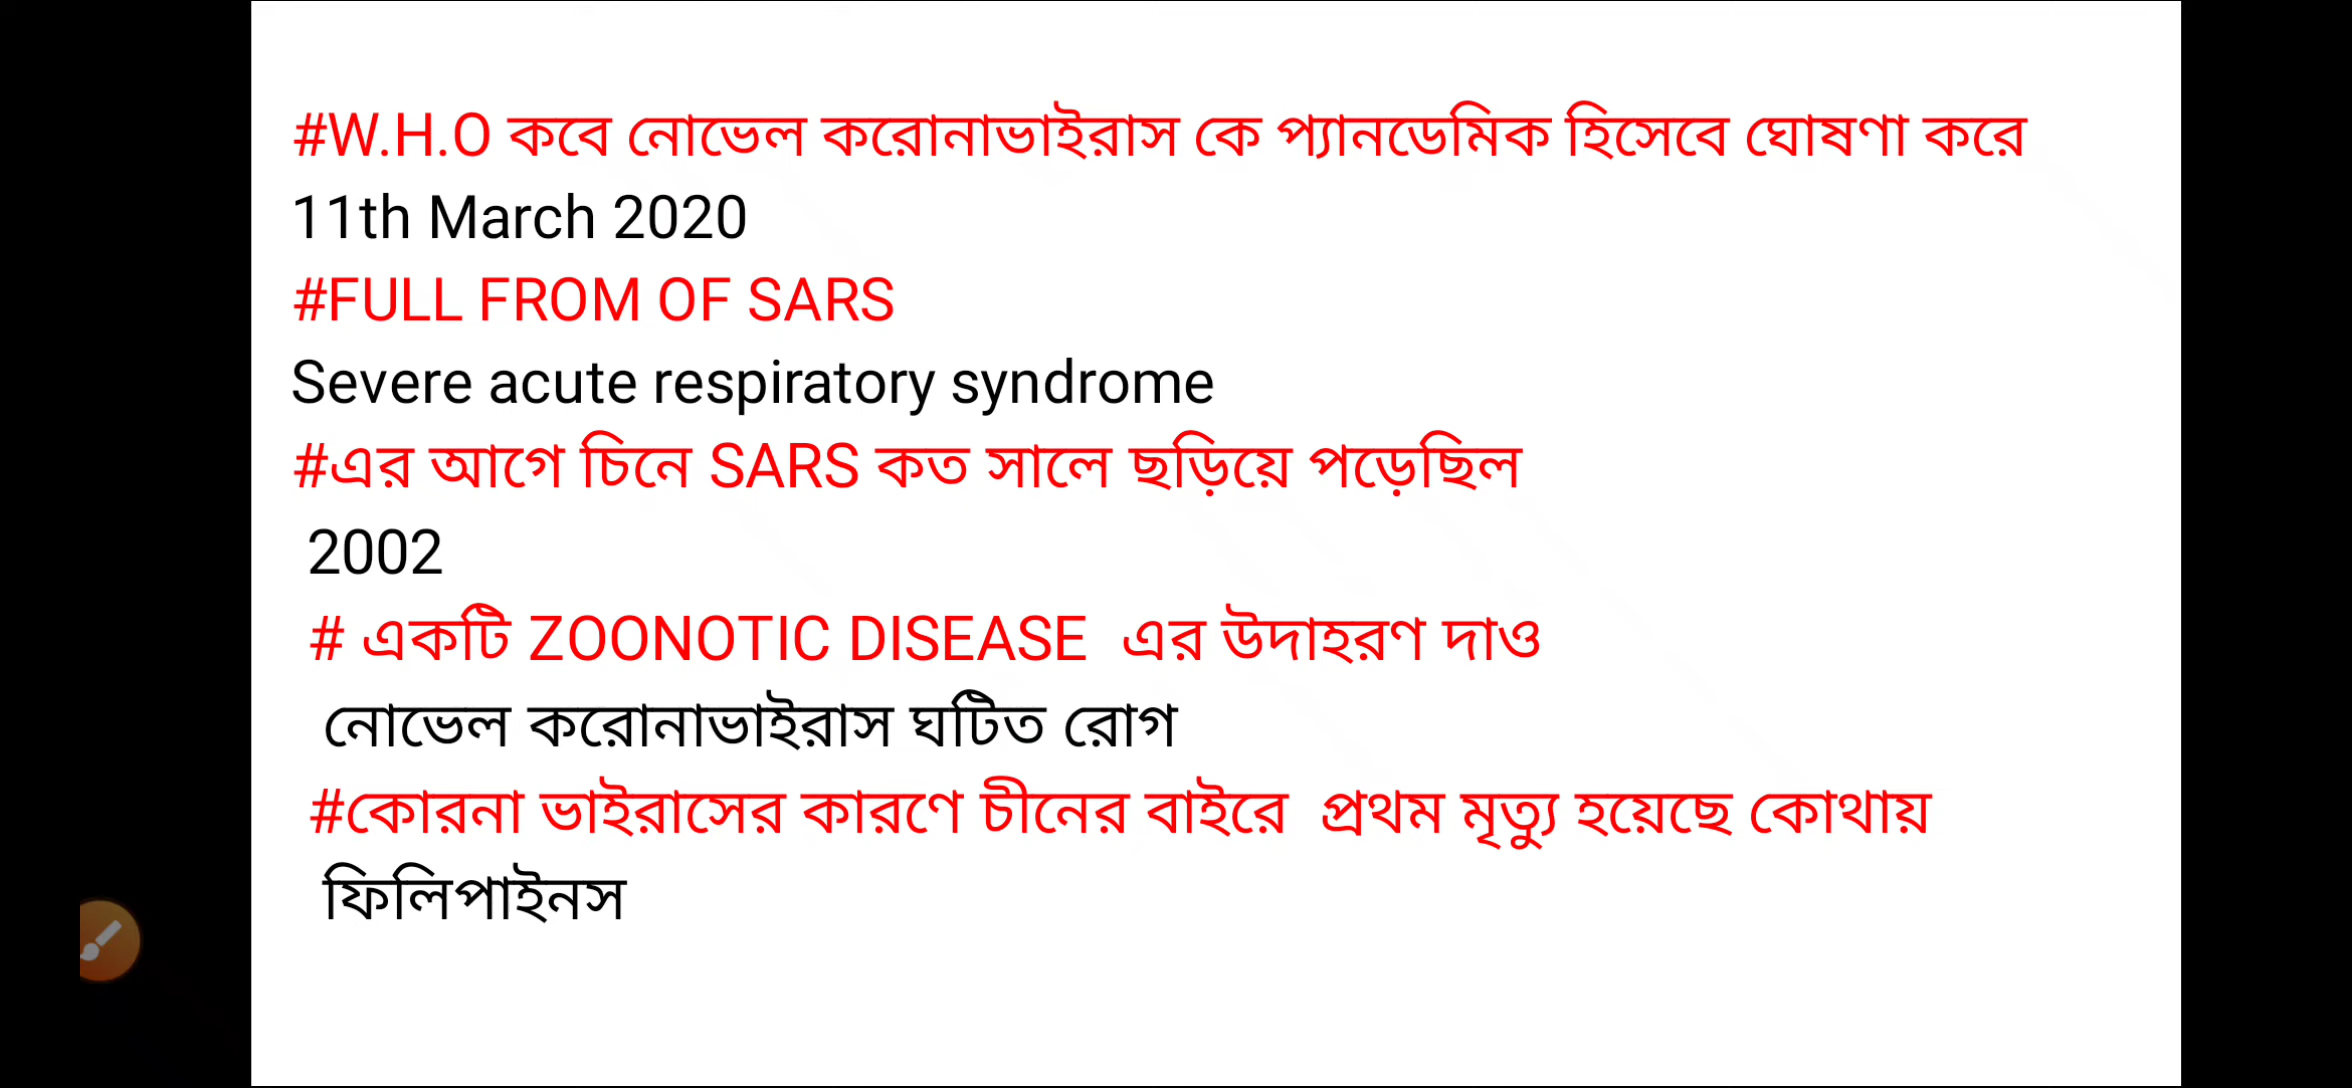 #W.H.O কবে নোভেল করোনাভাইরাস কে প্যানডেমিক হিসেবে ঘোষণা করে
11th March 2020
#FULL FROM OF SARS
Severe acute respiratory syndrome
#এর আগে চিনে SARS কত সালে ছড়িয়ে পড়েছিল
2002
# একটি ZOONOTIC DISEASE এর উদাহরণ দাও
নোভেল করোনাভাইরাস ঘটিত রোগ
#কোরনা ভাইরাসের কারণে চীনের বাইরে প্রথম মৃত্যু হয়েছে কোথায়
ফিলিপাইনস